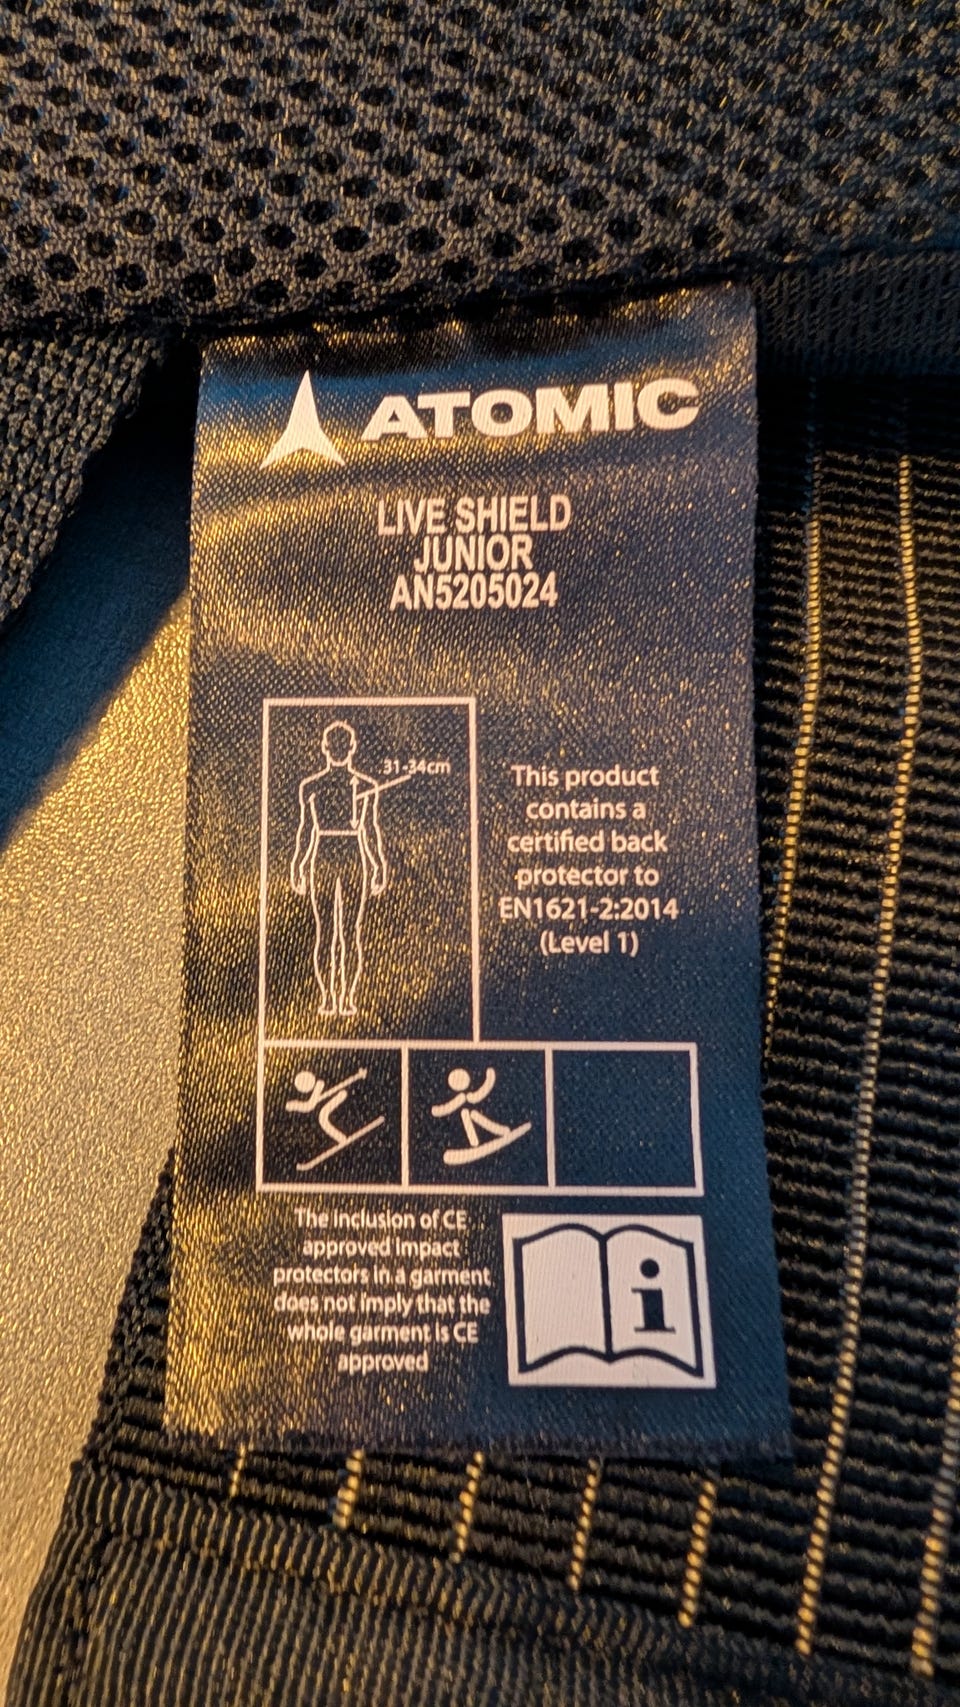 ATOMIC
LIVE SHIELD
JUNIOR
AN5205024
31-34cm
This product
contains a
certified back
protector to
EN1621-2:2014
(Level 1)
The inclusion of CE
approved impact
protectors in a garment
does not imply that the
whole garment is CE
approved
i